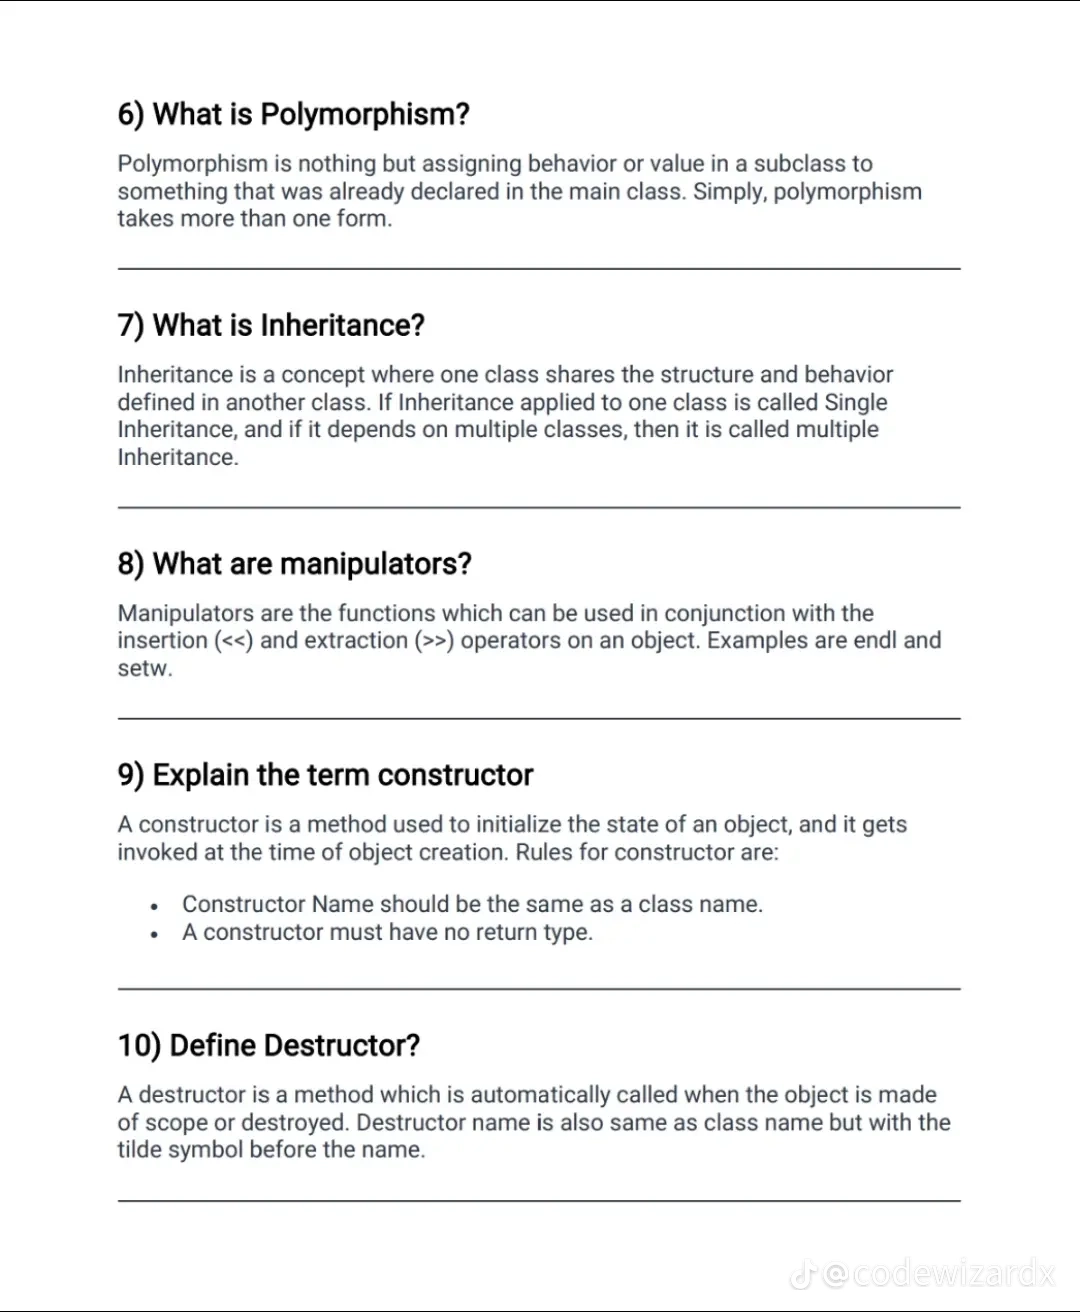 6) What is Polymorphism?
Polymorphism is nothing but assigning behavior or value in a subclass to
something that was already declared in the main class. Simply, polymorphism
takes more than one form.
7) What is Inheritance?
Inheritance is a concept where one class shares the structure and behavior
defined in another class. If Inheritance applied to one class is called Single
Inheritance, and if it depends on multiple classes, then it is called multiple
Inheritance.
8) What are manipulators?
Manipulators are the functions which can be used in conjunction with the
insertion (<<) and extraction (>>) operators on an object. Examples are endl and
setw.
9) Explain the term constructor
A constructor is a method used to initialize the state of an object, and it gets
invoked at the time of object creation. Rules for constructor are:
• Constructor Name should be the same as a class name.
• A constructor must have no return type.
10) Define Destructor?
A destructor is a method which is automatically called when the object is made
of scope or destroyed. Destructor name is also same as class name but with the
tilde symbol before the name.
@codewizardx